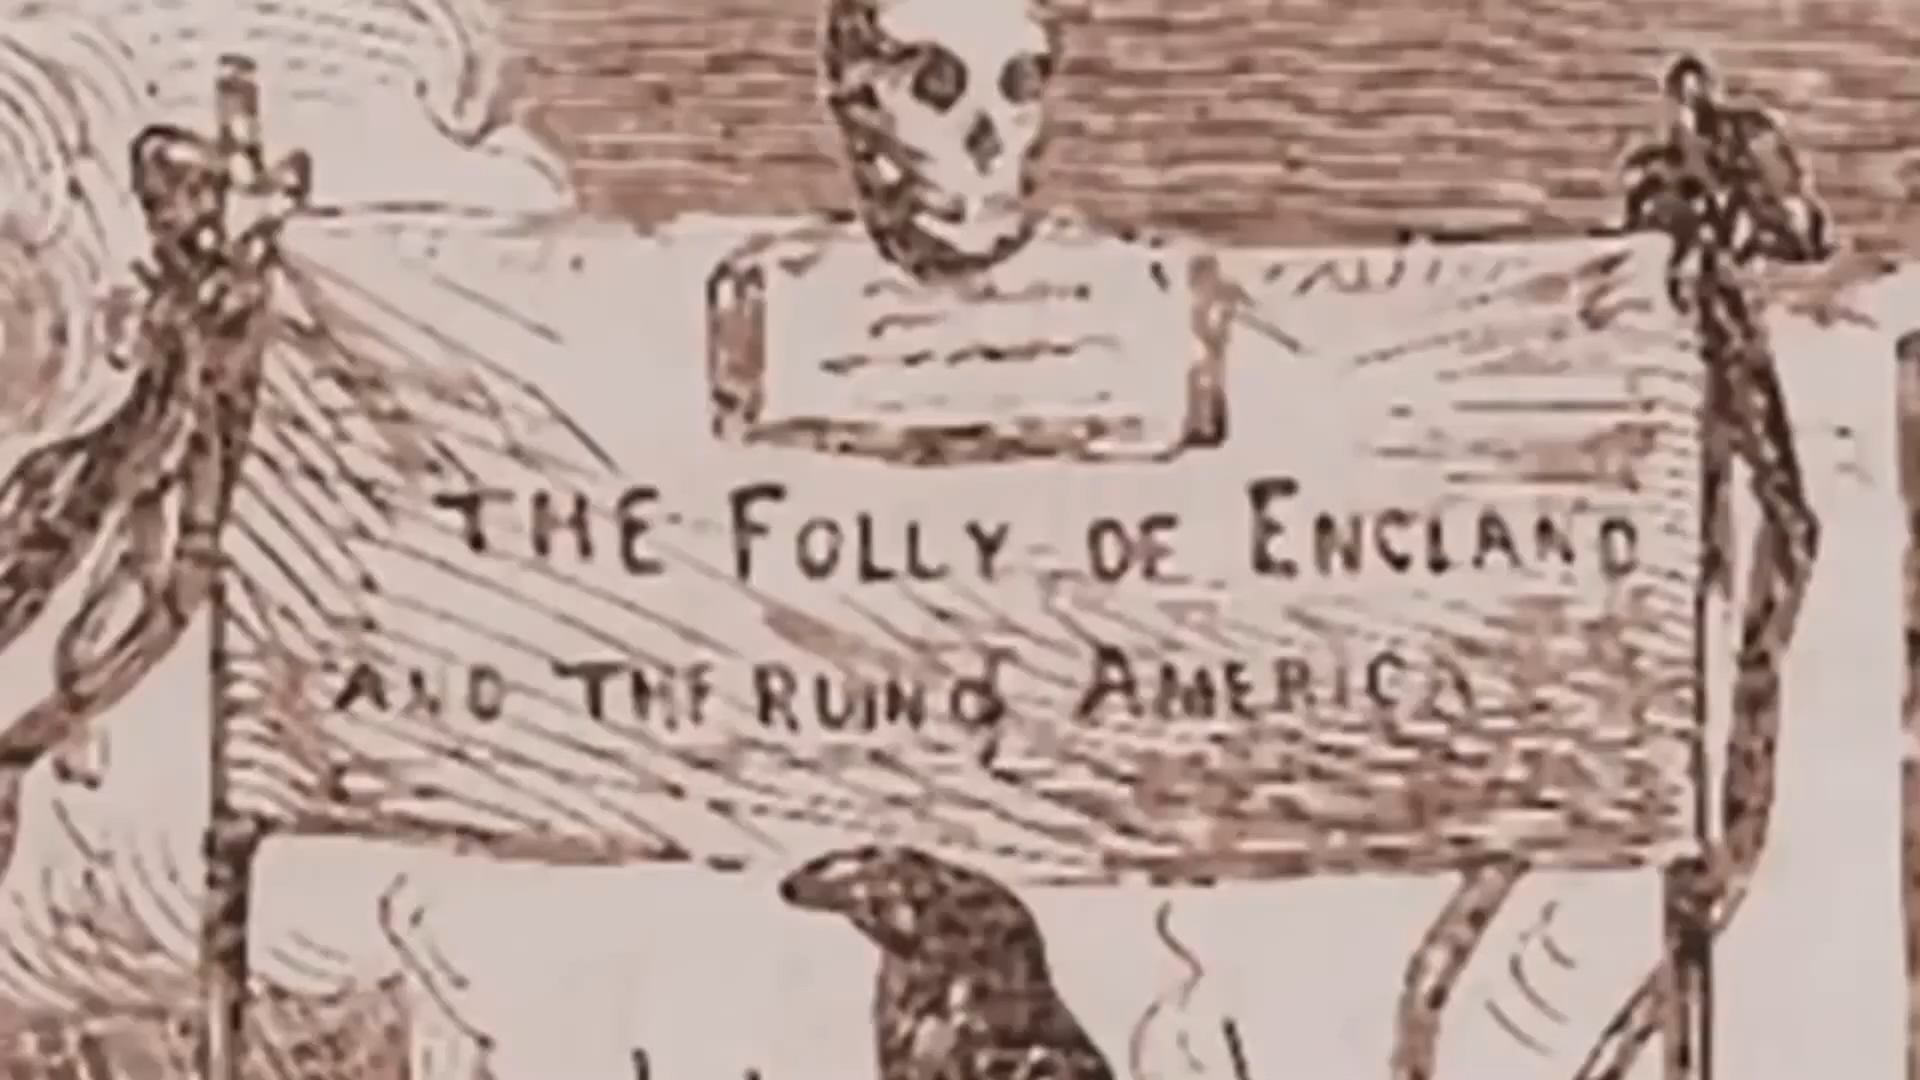 THE FOLLY OF ENGLAND
AND THE RUIN OF AMERICA